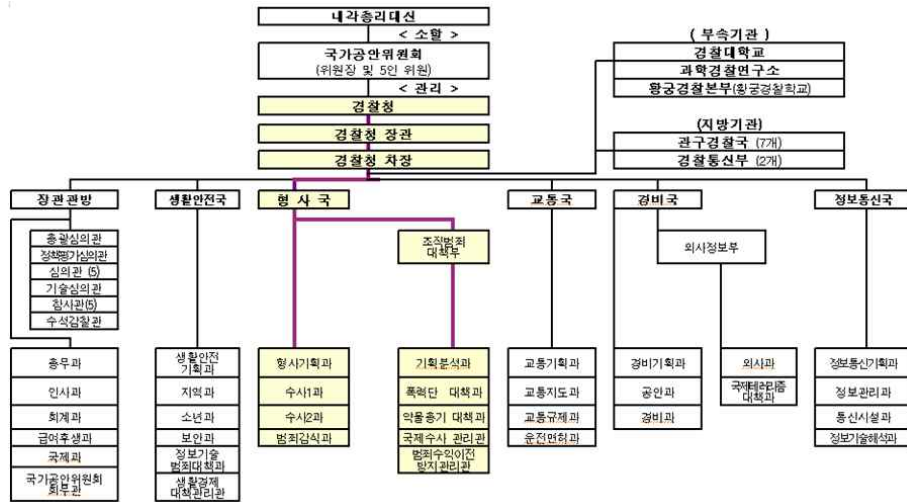 내각총리대신
< 소할 >
국가공안위원회
(위원장 및 5인 위원)
< 관리 >
경찰청
경찰청 장관
경찰청 차장
( 부속기관 )
경찰대학교
과학경찰연구소
황궁경찰본부(황궁경찰학교)
(지방기관)
관구경찰국 (7개)
경찰통신부 (2개)
장관관방
생활안전국
형 사 국
교통국
경비국
정보통신국
총괄심의관
정책평가심의관
심의관 (5)
기술심의관
참사관(5)
수석감찰관
조직범죄
대책부
외사정보부
총무과
인사과
회계과
급여후생과
국제과
국가공안위원회
회무관
생활안전
기획과
지역과
소년과
보안과
정보기술
범죄대책과
생활경제
대책관리관
형사기획과
수사1과
수사2과
범죄감식과
기획분석과
폭력단 대책과
약물총기 대책과
국제수사 관리관
범죄수익이전
방지관리관
교통기획과
교통지도과
교통규제과
운전면허과
경비기획과
공안과
경비과
외사과
국제테러리즘
대책과
정보통신기획과
정보관리과
통신시설과
정보기술해석과